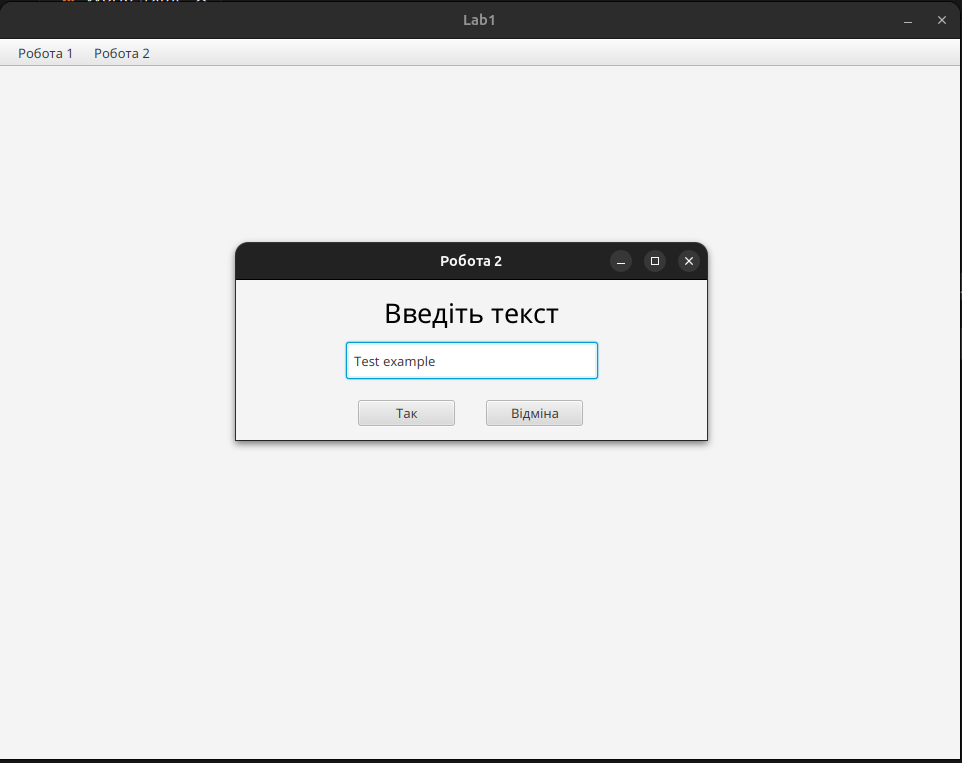 Lab1
Робота 1 Робота 2
Робота 2
Введіть текст
Test example
Так Відміна